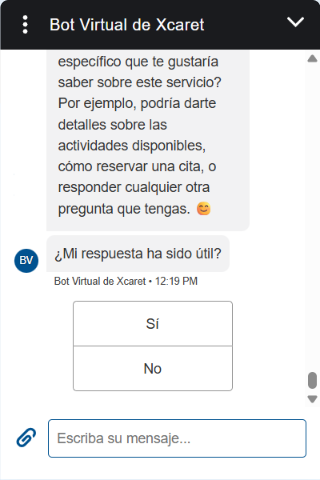 Bot Virtual de Xcaret
específico que te gustaría
saber sobre este servicio?
Por ejemplo, podría darte
detalles sobre las
actividades disponibles,
cómo reservar una cita, o
responder cualquier otra
pregunta que tengas. 😊
BV
¿Mi respuesta ha sido útil?
Bot Virtual de Xcaret • 12:19 PM
Sí
No
Escriba su mensaje...